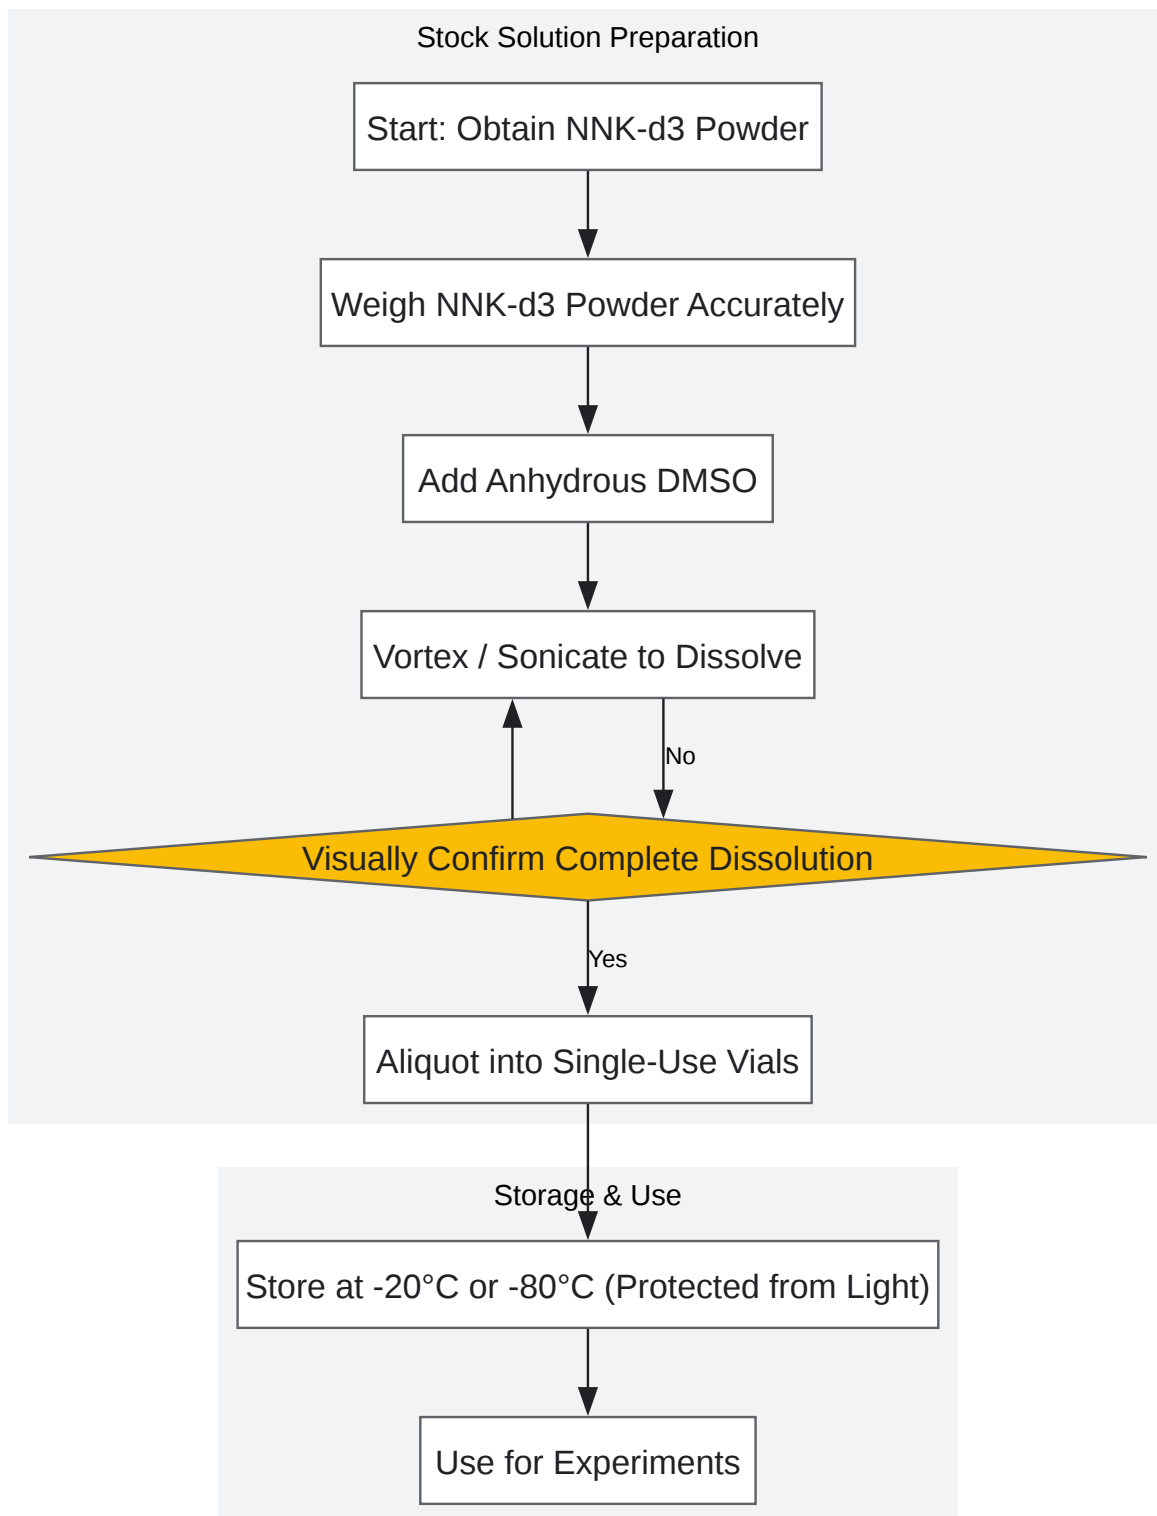 Stock Solution Preparation
Start: Obtain NNK-d3 Powder
Weigh NNK-d3 Powder Accurately
Add Anhydrous DMSO
Vortex / Sonicate to Dissolve
No
Visually Confirm Complete Dissolution
Yes
Aliquot into Single-Use Vials
Storage & Use
Store at -20°C or -80°C (Protected from Light)
Use for Experiments